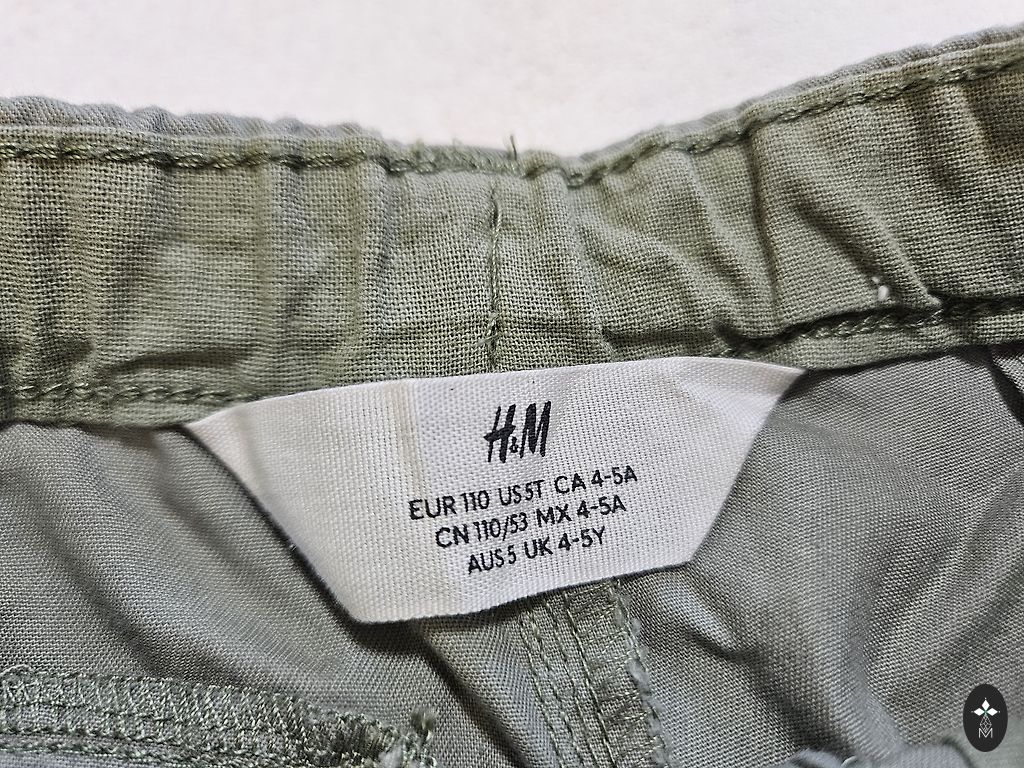 H&M
EUR 110 US 5T CA 4-5A
CN 110/53 MX 4-5A
AUS 5 UK 4-5Y
M